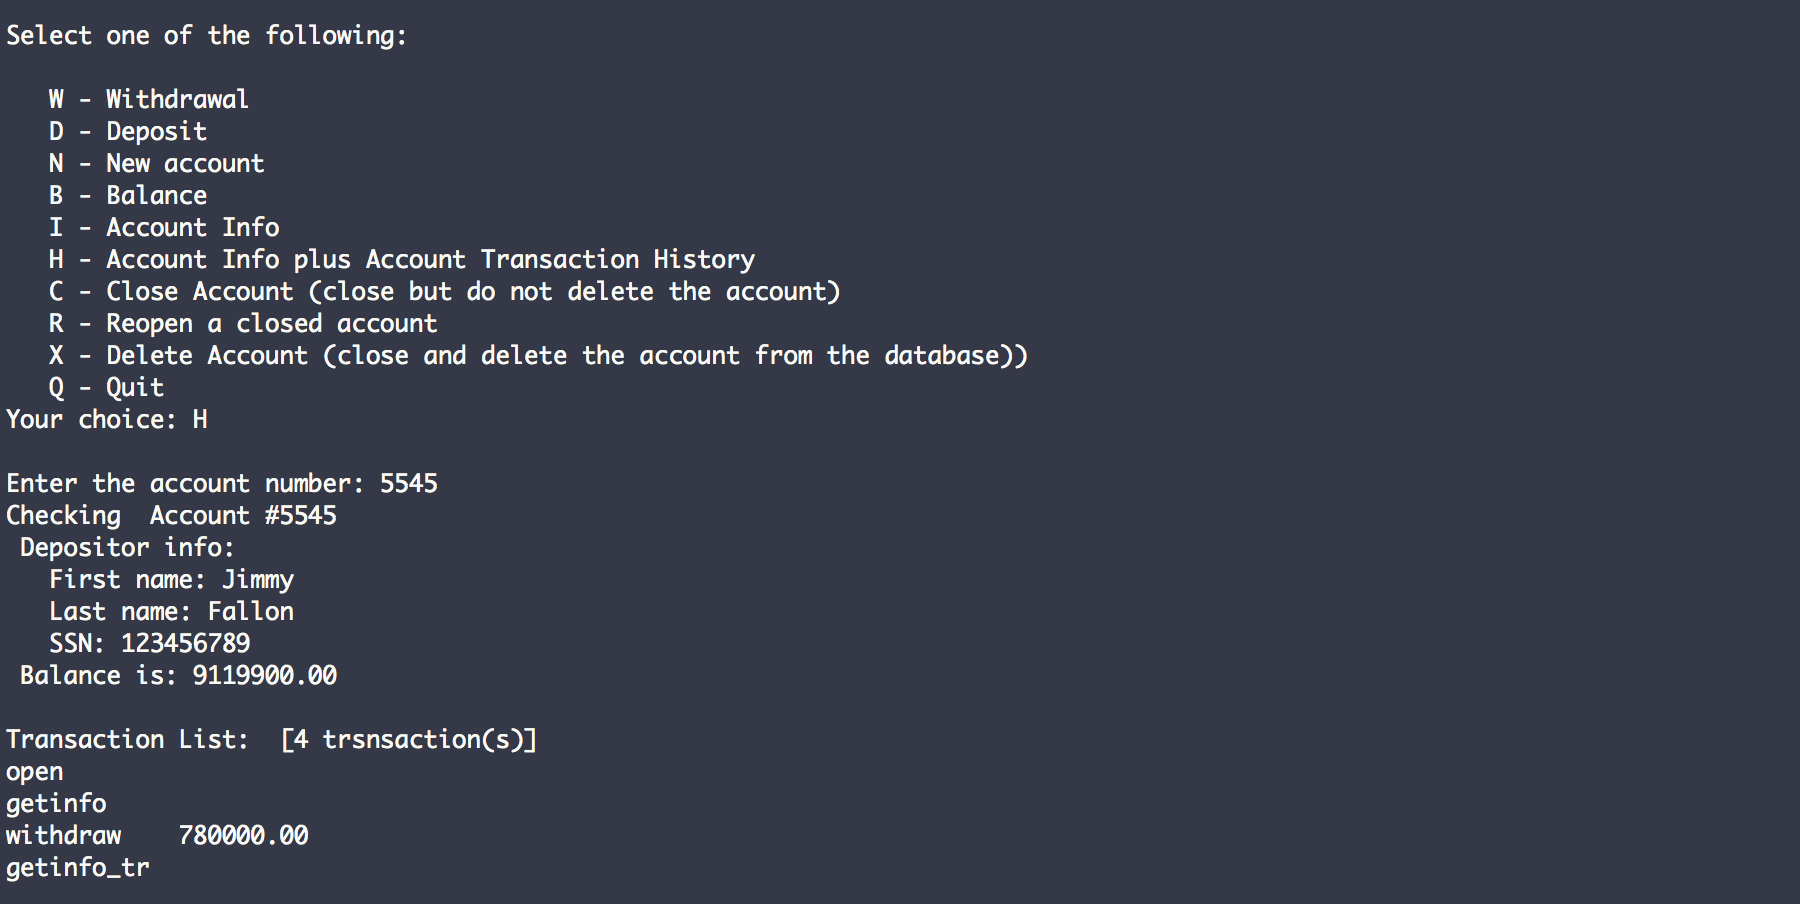 Select one of the following:
W - Withdrawal
D - Deposit
N - New account
B - Balance
I - Account Info
H - Account Info plus Account Transaction History
C - Close Account (close but do not delete the account)
R - Reopen a closed account
X - Delete Account (close and delete the account from the database))
Q - Quit
Your choice: H
Enter the account number: 5545
Checking  Account #5545
Depositor info:
First name: Jimmy
Last name: Fallon
SSN: 123456789
Balance is: 9119900.00
Transaction List:  [4 trsnsaction(s)]
open
getinfo
withdraw    780000.00
getinfo_tr